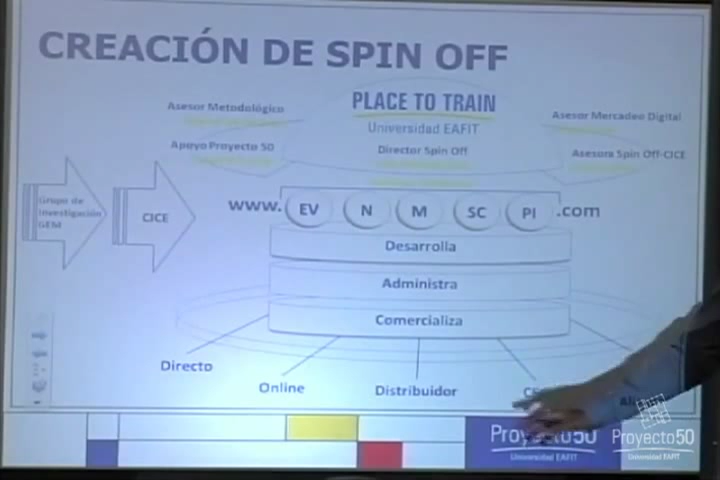 CREACIÓN DE SPIN OFF
Asesor Metodológico
PLACE TO TRAIN
Asesor Mercadeo Digital
Universidad EAFIT
Apoyo Proyecto 50
Director Spin Off
Asesora Spin Off-CICE
Grupo de
Investigación
GEM
CICE
www. EV N M SC PI .com
Desarrolla
Administra
Comercializa
Directo
Online
Distribuidor
Proyecto50
Universidad EAFIT
Proyecto50
Universidad EAFIT